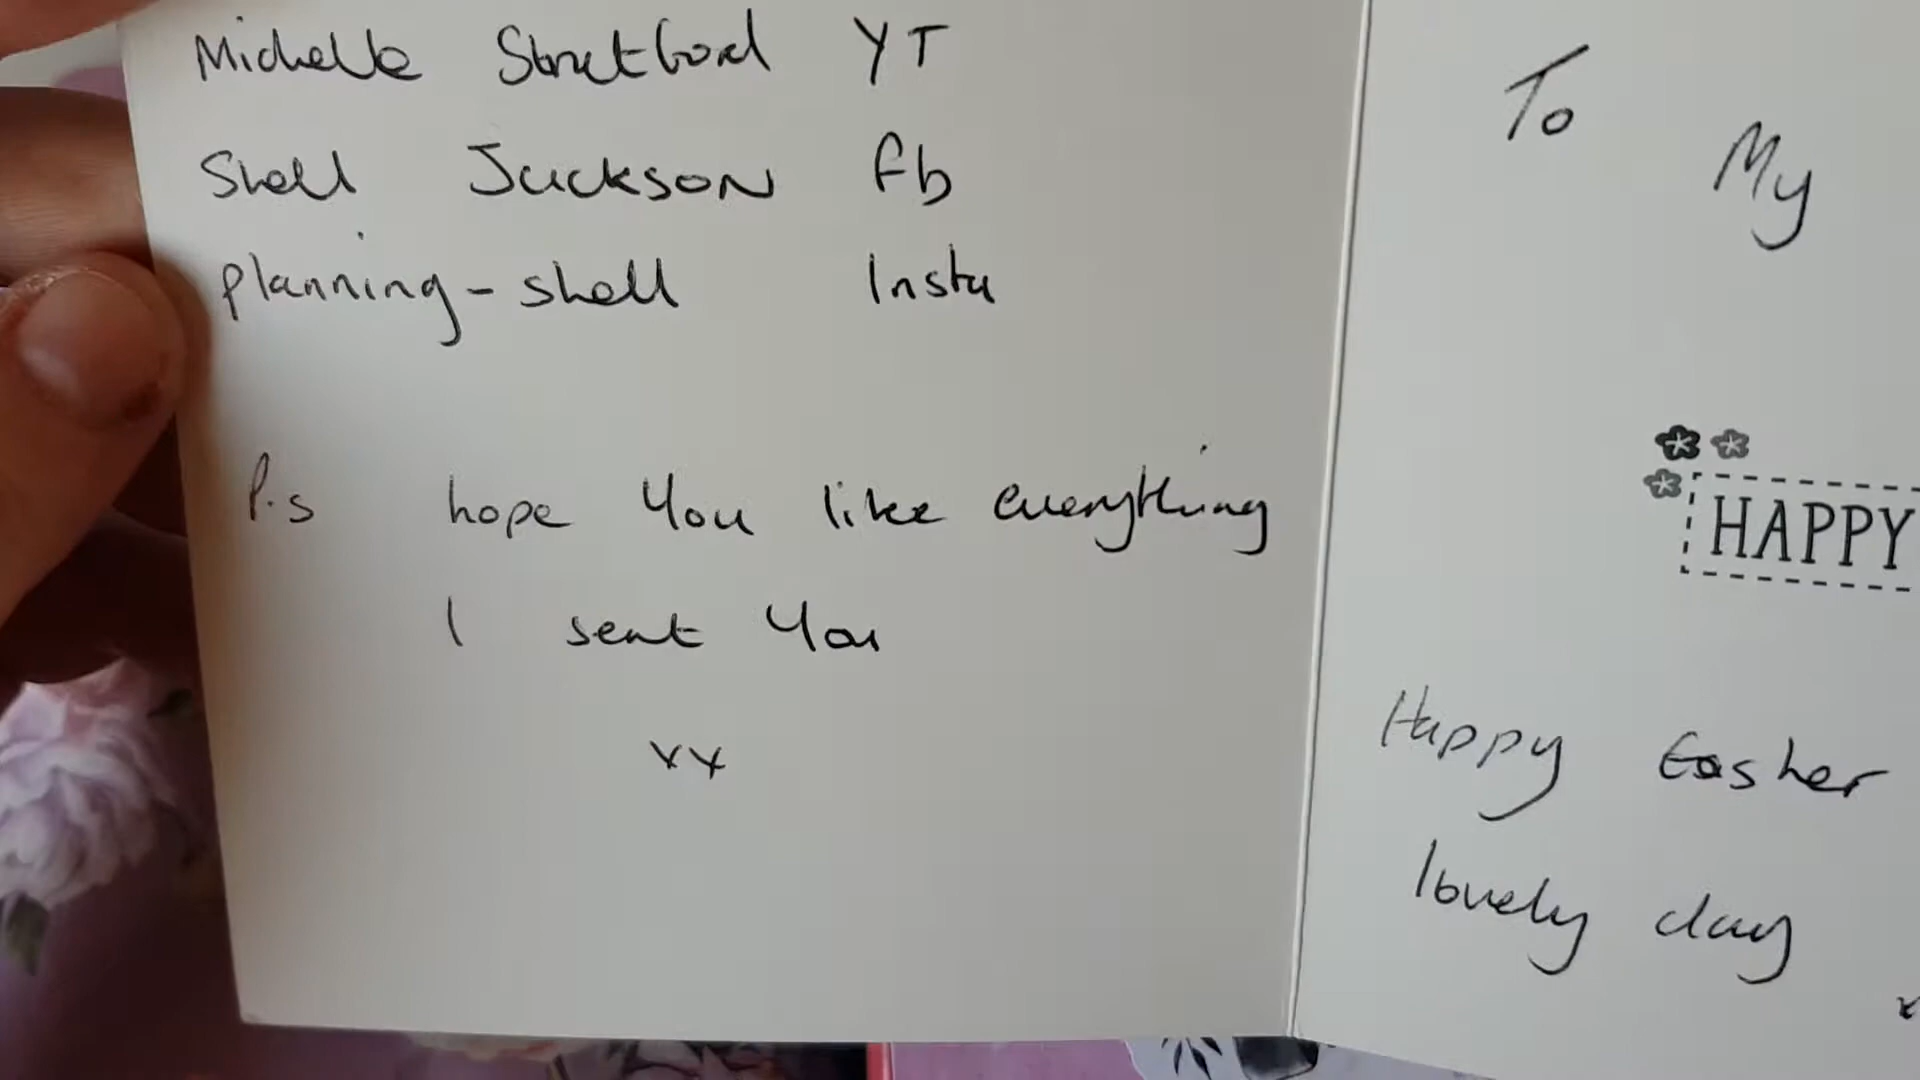 Michelle Stretford YT
Shell Jackson fb
planning-shell Insta
P.s hope you like everything
I sent you
xx
To
My
HAPPY
Happy Easter
lovely day
x